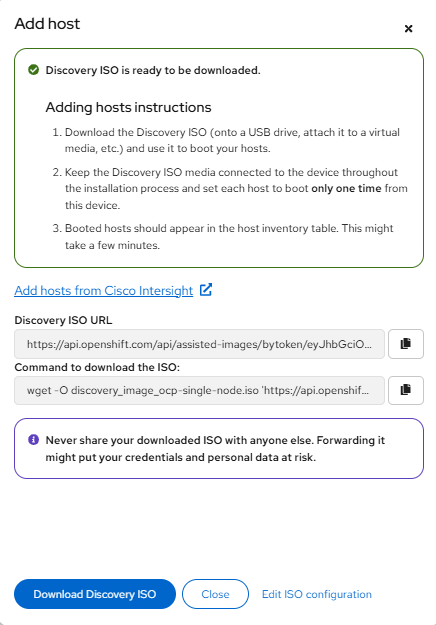 Add host
Discovery ISO is ready to be downloaded.
Adding hosts instructions
1. Download the Discovery ISO (onto a USB drive, attach it to a virtual
media, etc.) and use it to boot your hosts.
2. Keep the Discovery ISO media connected to the device throughout
the installation process and set each host to boot only one time from
this device.
3. Booted hosts should appear in the host inventory table. This might
take a few minutes.
Add hosts from Cisco Intersight
Discovery ISO URL
https://api.openshift.com/api/assisted-images/bytoken/eyJhbGciO...
Command to download the ISO:
wget -O discovery_image_ocp-single-node.iso 'https://api.openshif...
Never share your downloaded ISO with anyone else. Forwarding it
might put your credentials and personal data at risk.
Download Discovery ISO Close Edit ISO configuration